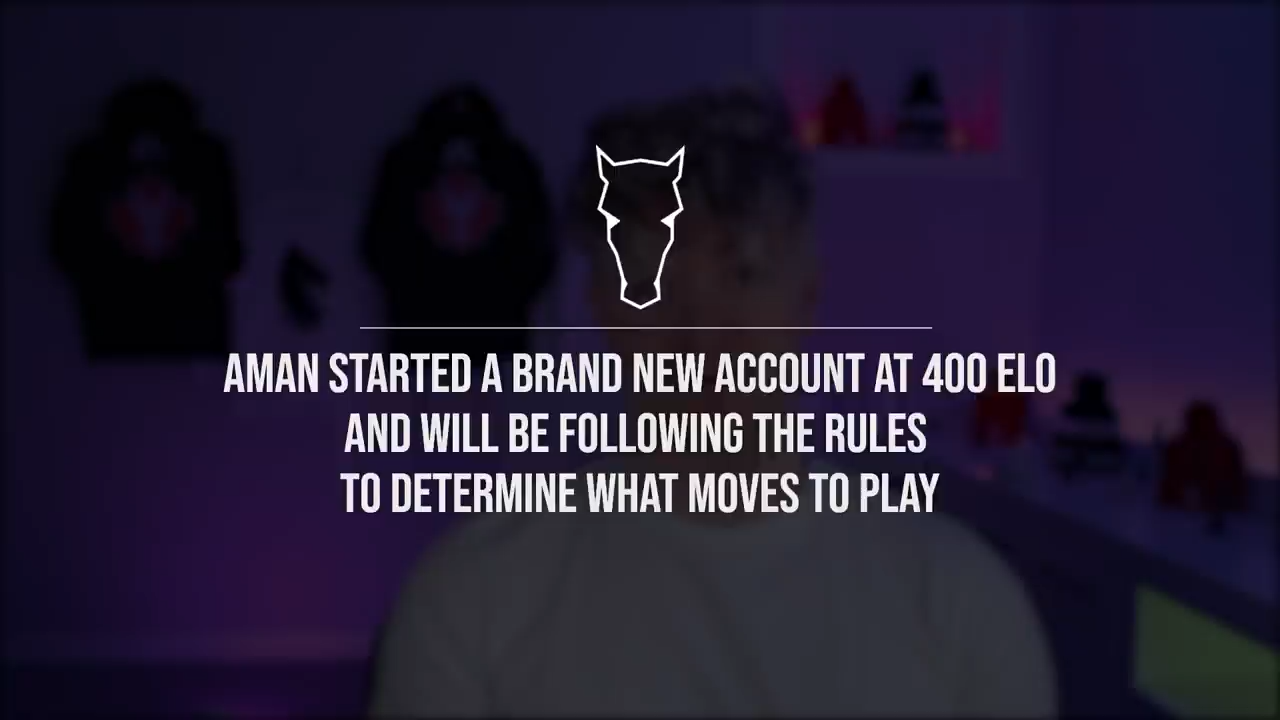 AMAN STARTED A BRAND NEW ACCOUNT AT 400 ELO
AND WILL BE FOLLOWING THE RULES
TO DETERMINE WHAT MOVES TO PLAY